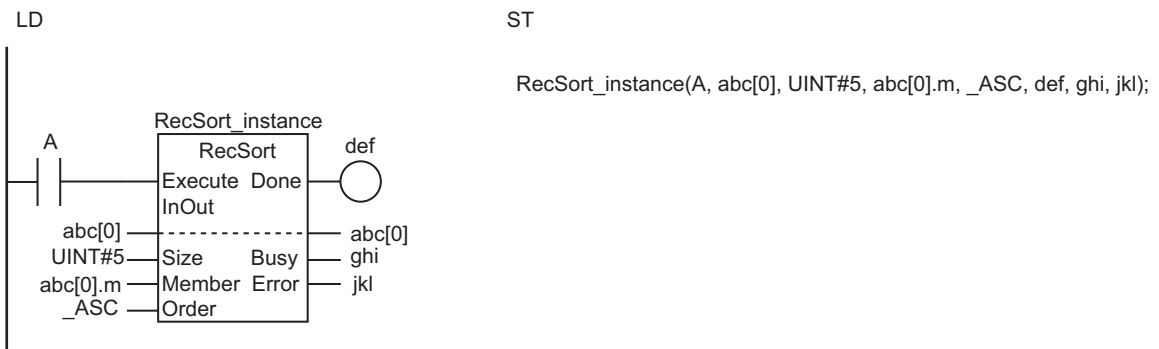 LD
ST
RecSort_instance(A, abc[0], UINT#5, abc[0].m, _ASC, def, ghi, jkl);
RecSort_instance
A
RecSort
def
Execute Done
InOut
abc[0]
abc[0]
UINT#5
Size Busy
ghi
abc[0].m
Member Error
jkl
_ASC
Order